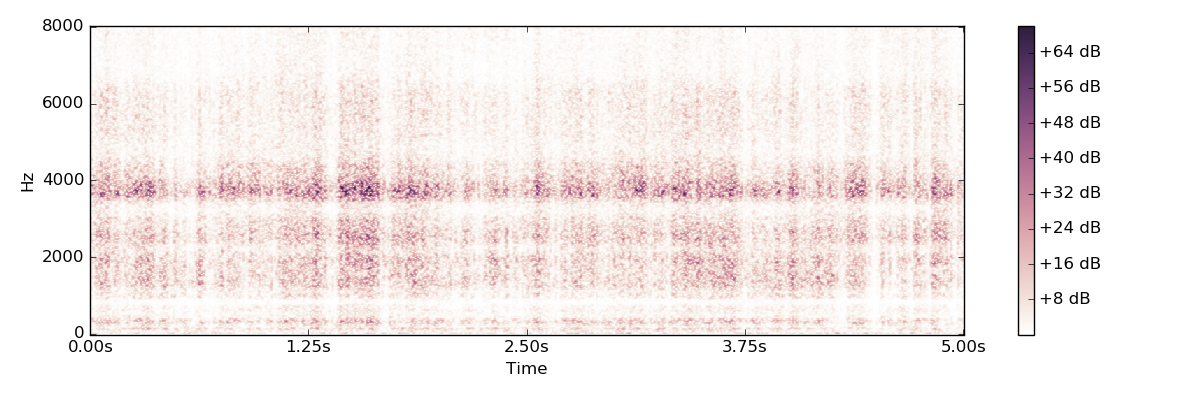 8000
6000
4000
2000
0
Hz
0.00s
1.25s
2.50s
3.75s
5.00s
Time
+64 dB
+56 dB
+48 dB
+40 dB
+32 dB
+24 dB
+16 dB
+8 dB